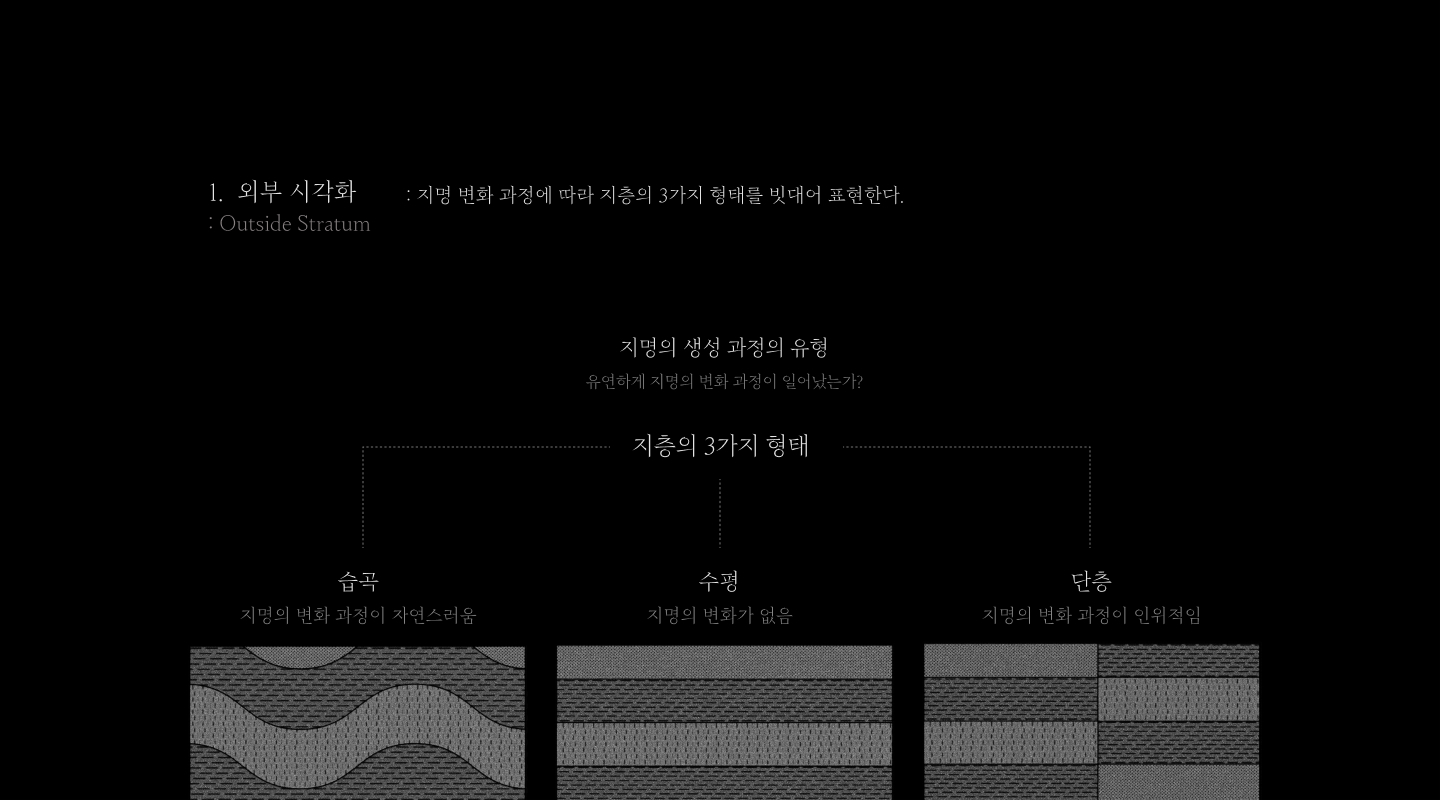 1. 외부 시각화 : 지명 변화 과정에 따라 지층의 3가지 형태를 빗대어 표현한다.
: Outside Stratum
지명의 생성 과정의 유형
유연하게 지명의 변화 과정이 일어났는가?
지층의 3가지 형태
습곡
지명의 변화 과정이 자연스러움
수평
지명의 변화가 없음
단층
지명의 변화 과정이 인위적임